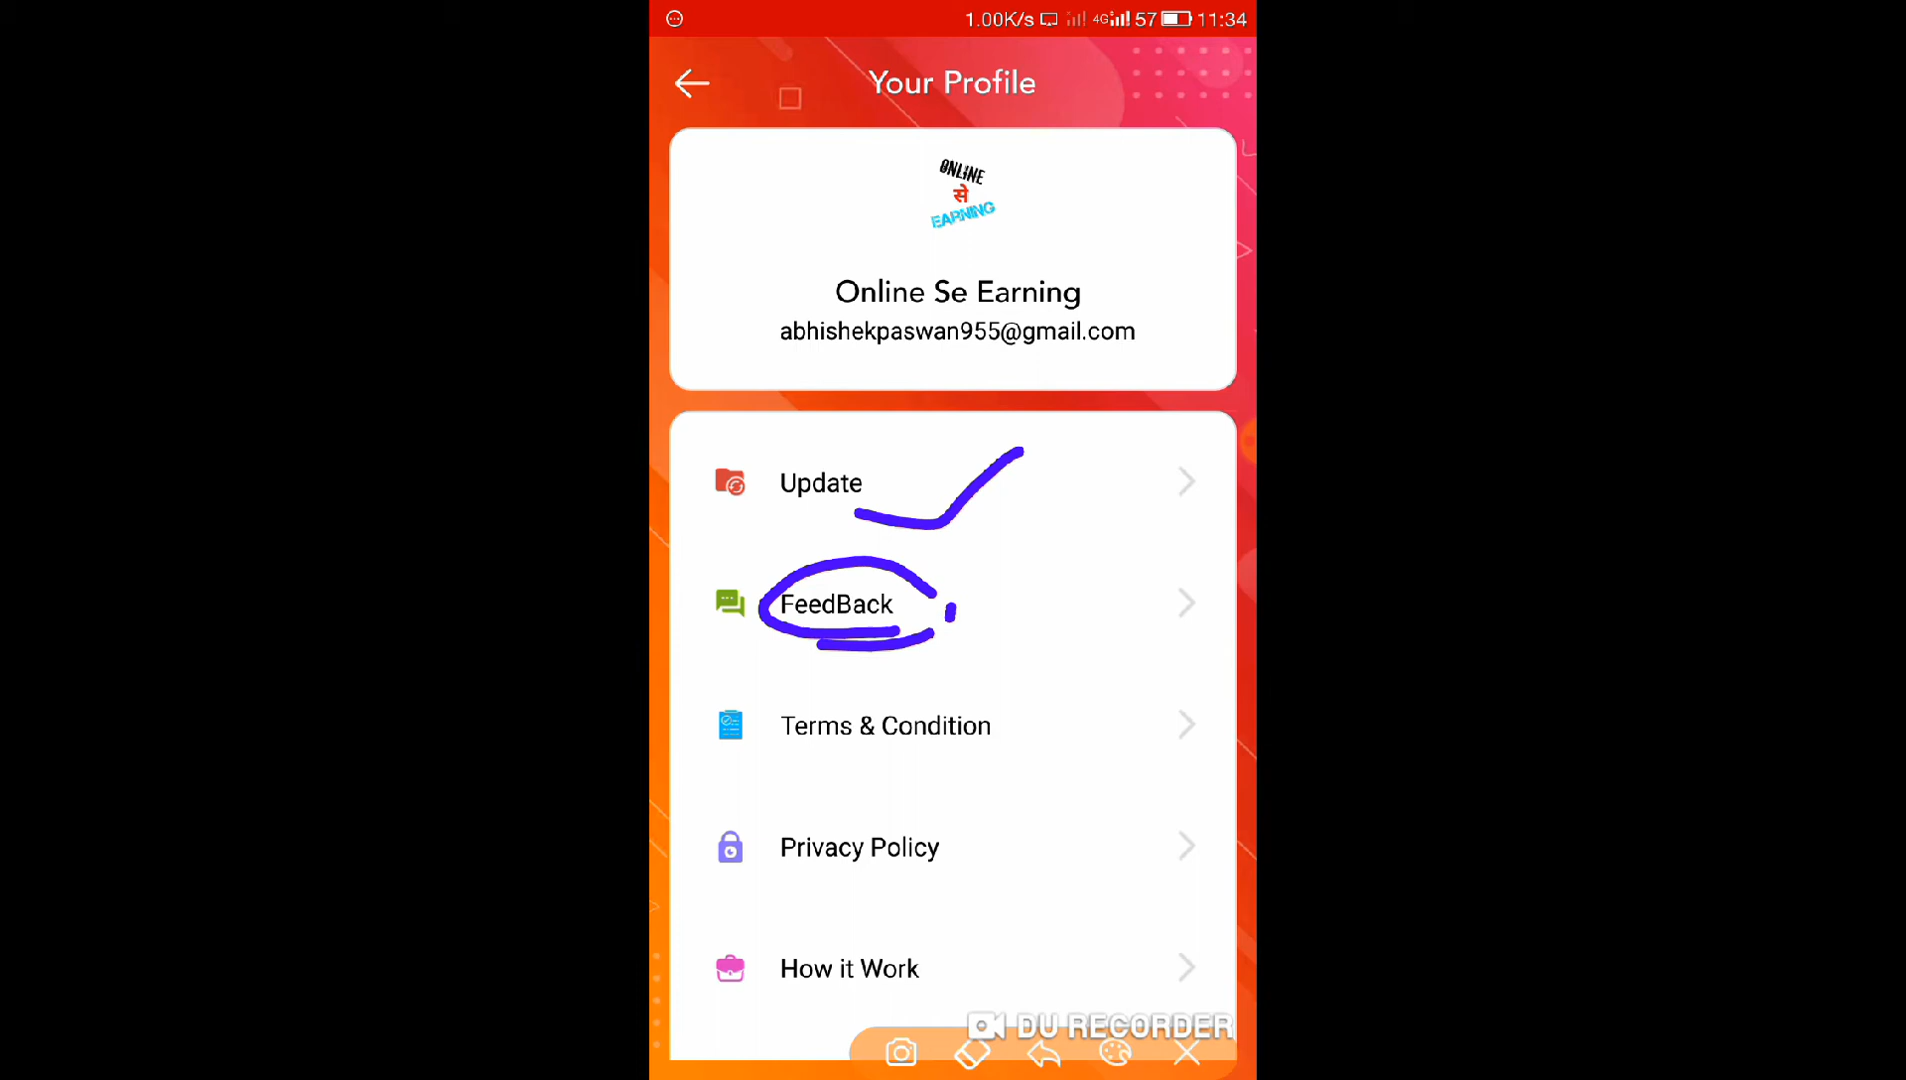 1.00K/s 4G 57 11:34
Your Profile
ONLINE
से
EARNING
Online Se Earning
abhishekpaswan955@gmail.com
Update
FeedBack
Terms & Condition
Privacy Policy
How it Work
DU RECORDER